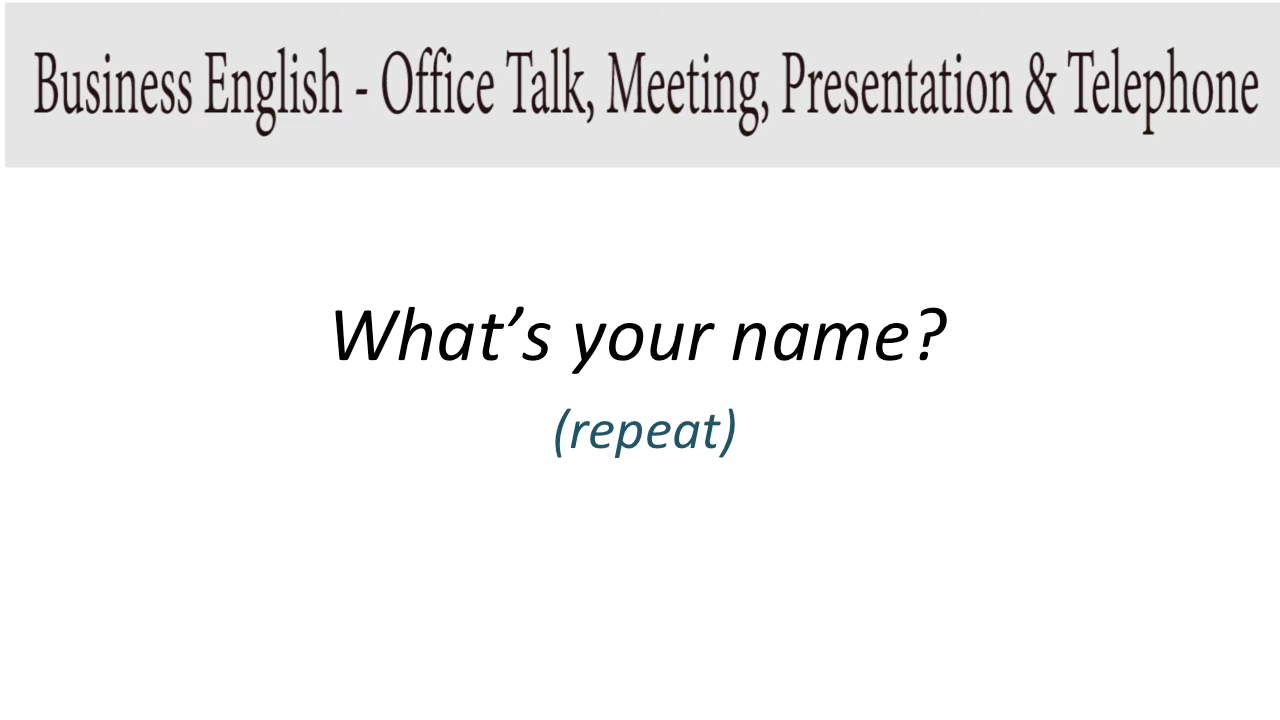 Business English - Office Talk, Meeting, Presentation & Telephone
What’s your name?
(repeat)